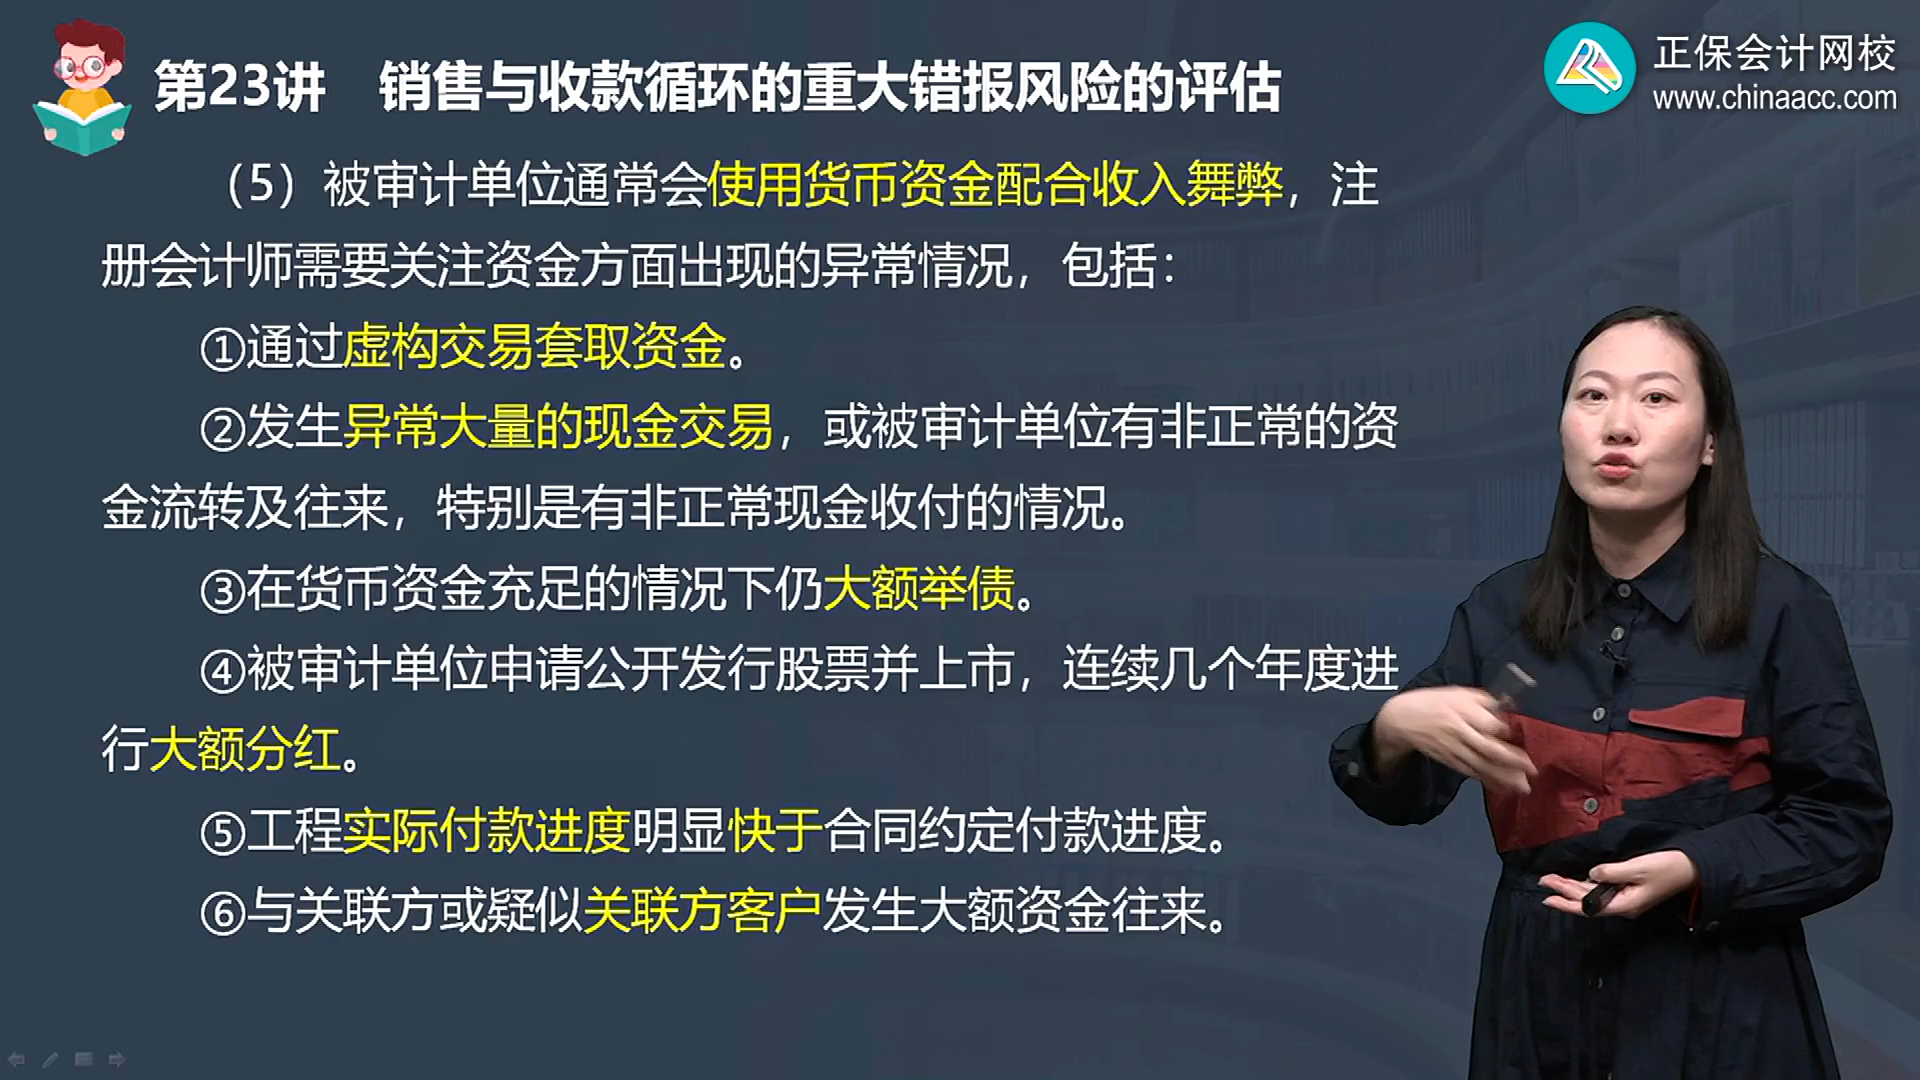 第23讲 销售与收款循环的重大错报风险的评估
正保会计网校
www.chinaacc.com
（5）被审计单位通常会使用货币资金配合收入舞弊，注
册会计师需要关注资金方面出现的异常情况，包括：
①通过虚构交易套取资金。
②发生异常大量的现金交易，或被审计单位有非正常的资
金流转及往来，特别是有非正常现金收付的情况。
③在货币资金充足的情况下仍大额举债。
④被审计单位申请公开发行股票并上市，连续几个年度进
行大额分红。
⑤工程实际付款进度明显快于合同约定付款进度。
⑥与关联方或疑似关联方客户发生大额资金往来。